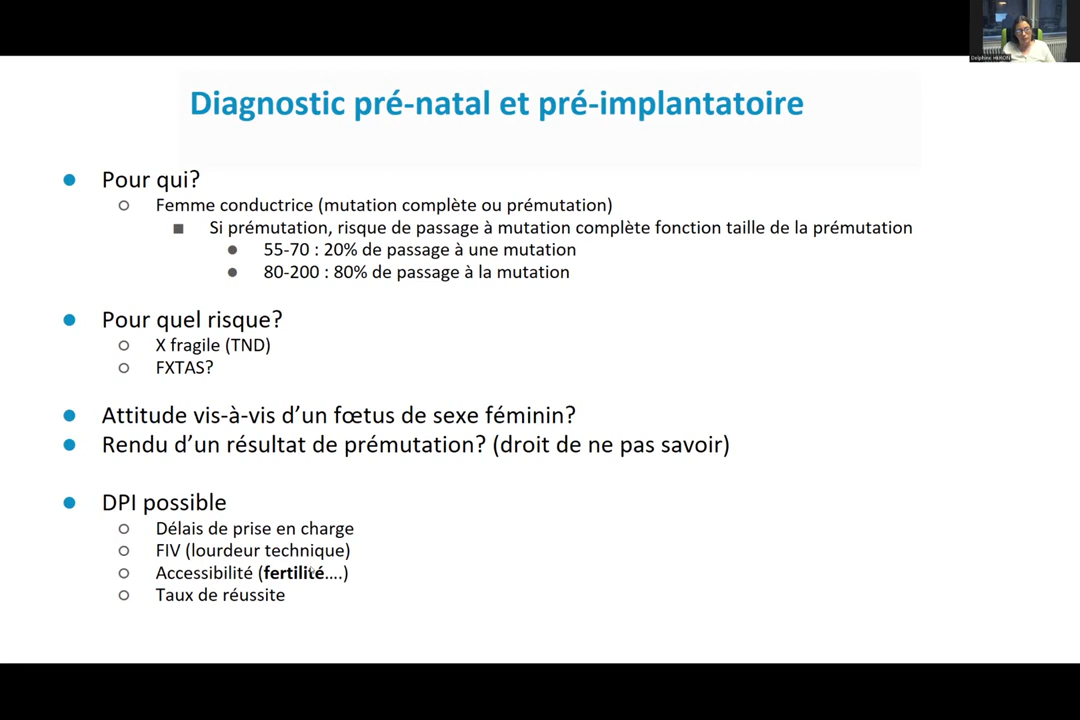 Delphine HERON
Diagnostic pré-natal et pré-implantatoire
Pour qui?
Femme conductrice (mutation complète ou prémutation)
Si prémutation, risque de passage à mutation complète fonction taille de la prémutation
55-70 : 20% de passage à une mutation
80-200 : 80% de passage à la mutation
Pour quel risque?
X fragile (TND)
FXTAS?
Attitude vis-à-vis d’un fœtus de sexe féminin?
Rendu d’un résultat de prémutation? (droit de ne pas savoir)
DPI possible
Délais de prise en charge
FIV (lourdeur technique)
Accessibilité (fertilité....)
Taux de réussite